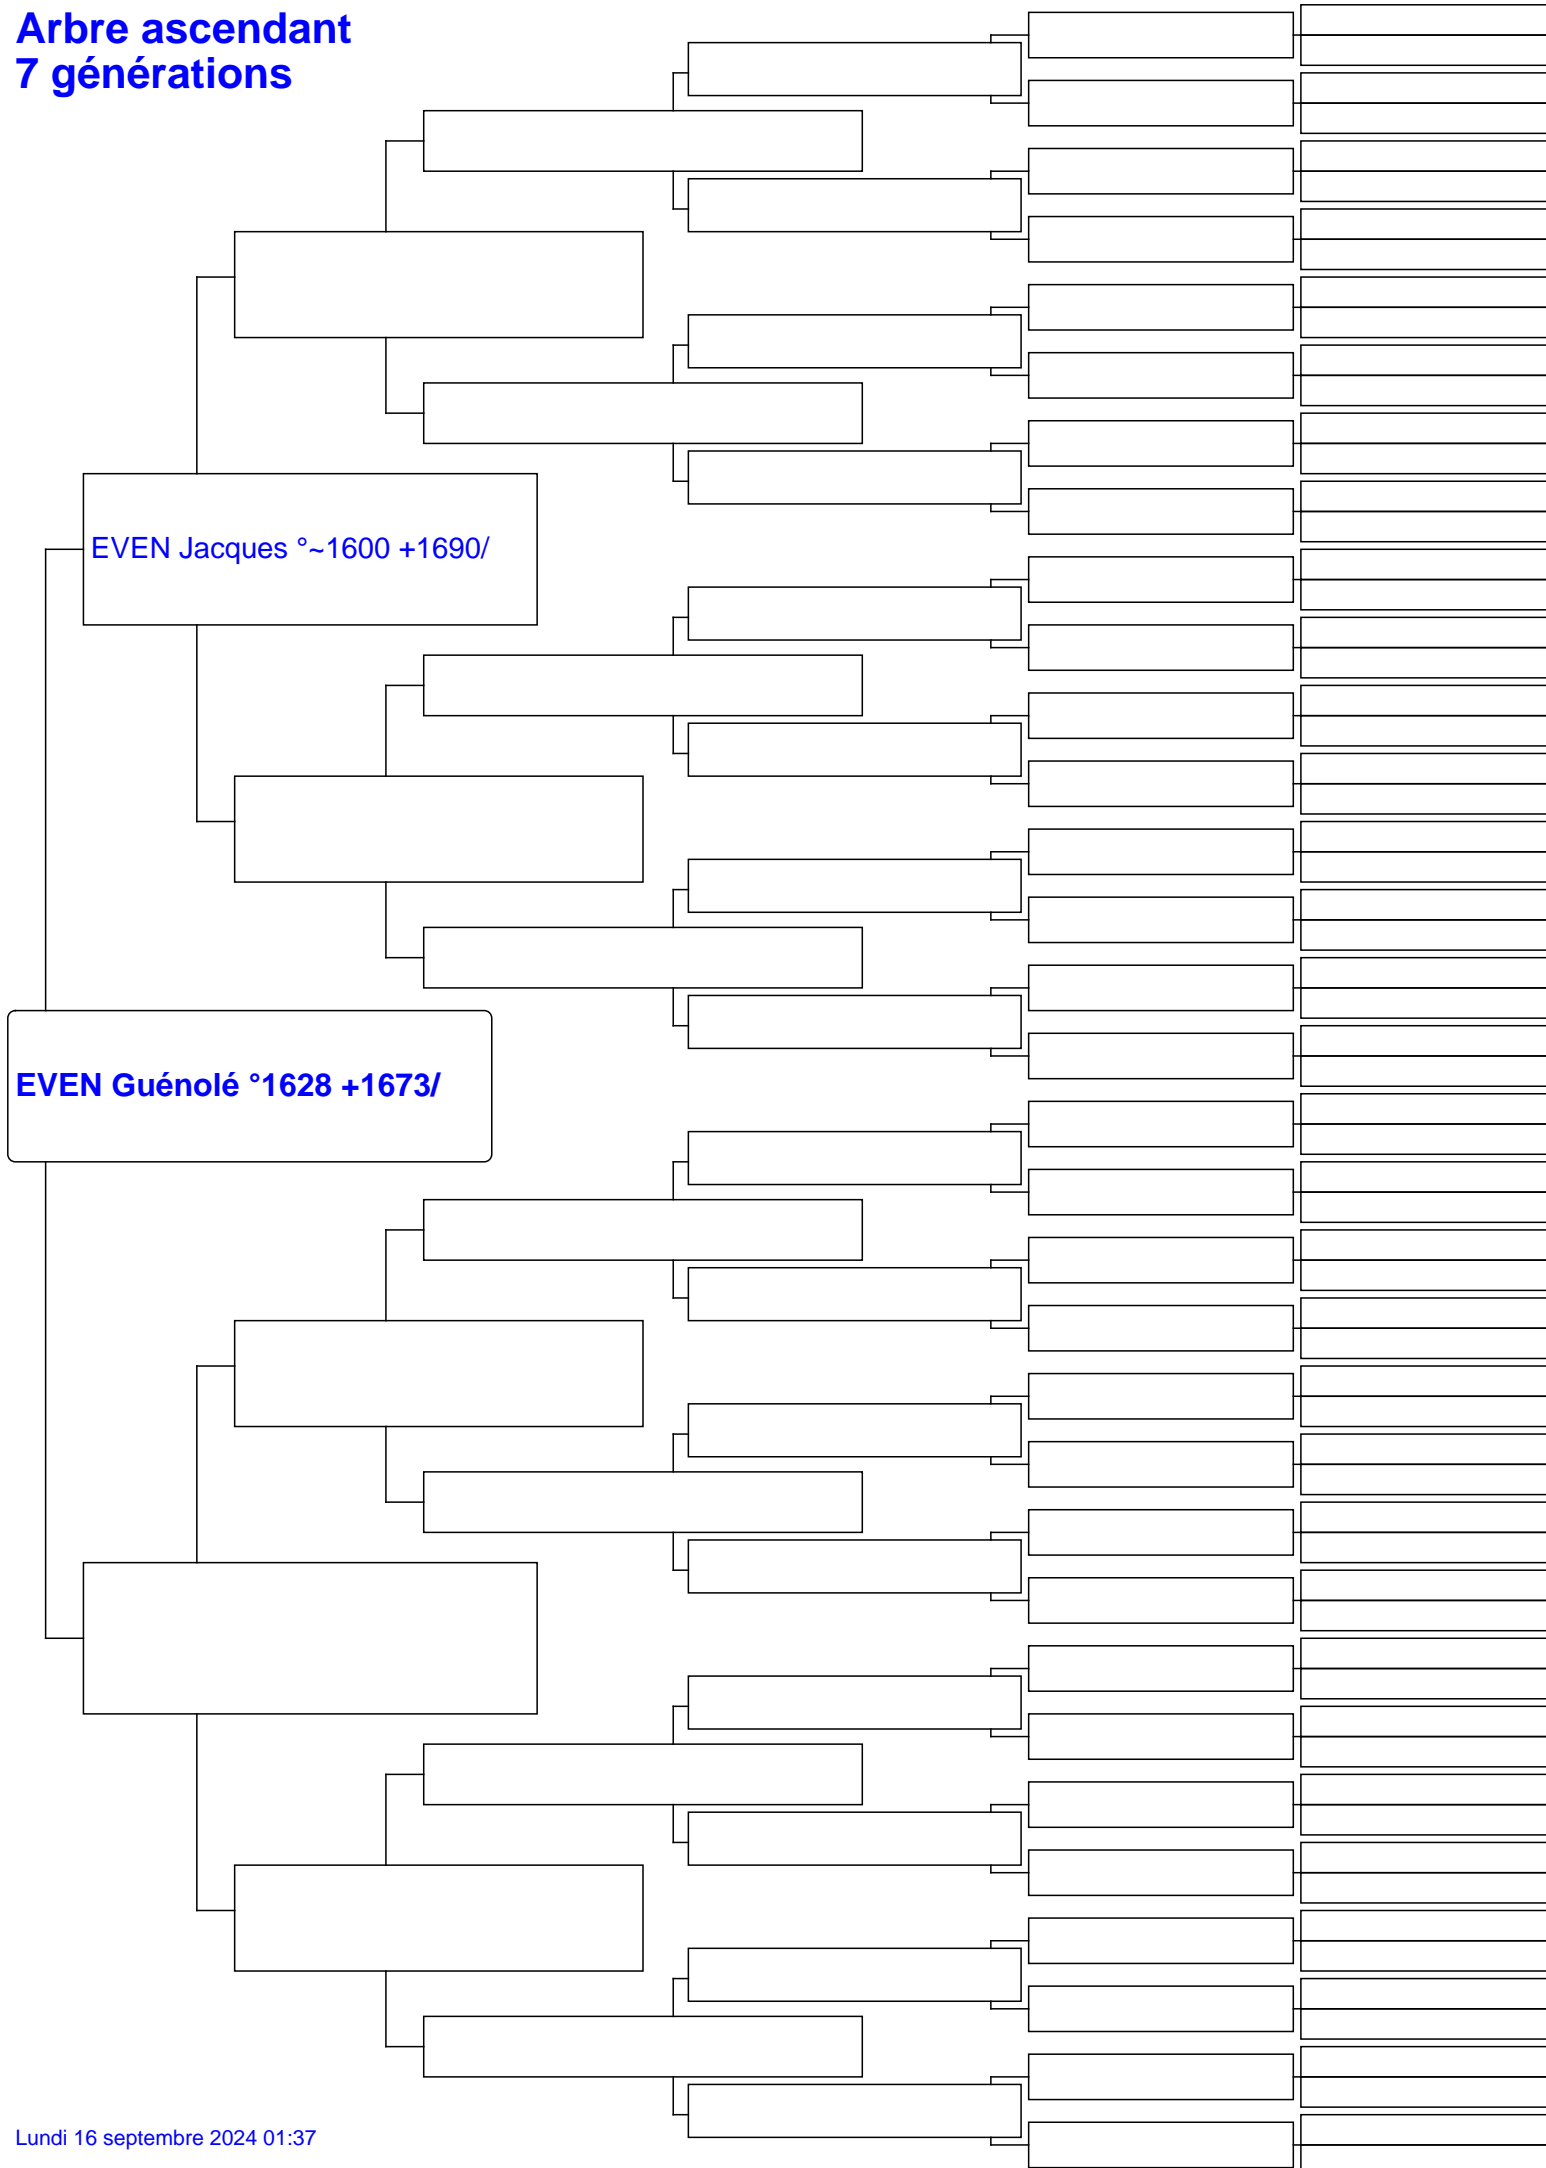 Arbre ascendant
7 générations
EVEN Jacques °~1600 +1690/
EVEN Guénolé °1628 +1673/
Lundi 16 septembre 2024 01:37